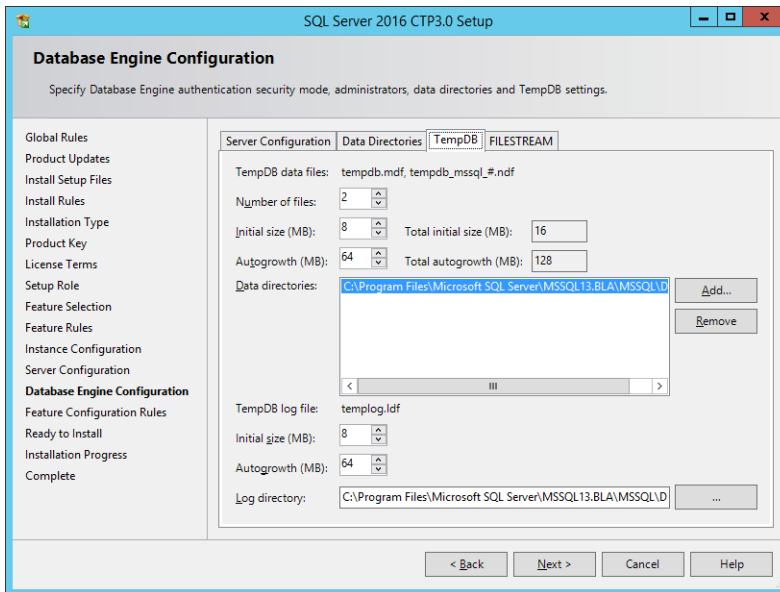 SQL Server 2016 CTP3.0 Setup
Database Engine Configuration
Specify Database Engine authentication security mode, administrators, data directories and TempDB settings.
Global Rules
Product Updates
Install Setup Files
Install Rules
Installation Type
Product Key
License Terms
Setup Role
Feature Selection
Feature Rules
Instance Configuration
Server Configuration
Database Engine Configuration
Feature Configuration Rules
Ready to Install
Installation Progress
Complete
Server Configuration Data Directories TempDB FILESTREAM
TempDB data files: tempdb.mdf, tempdb_mssql_#.ndf
Number of files: 2
Initial size (MB): 8 Total initial size (MB): 16
Autogrowth (MB): 64 Total autogrowth (MB): 128
Data directories: C:\Program Files\Microsoft SQL Server\MSSQL13.BLA\MSSQL\D Add...
Remove
TempDB log file: templog.ldf
Initial size (MB): 8
Autogrowth (MB): 64
Log directory: C:\Program Files\Microsoft SQL Server\MSSQL13.BLA\MSSQL\D ...
< Back Next > Cancel Help